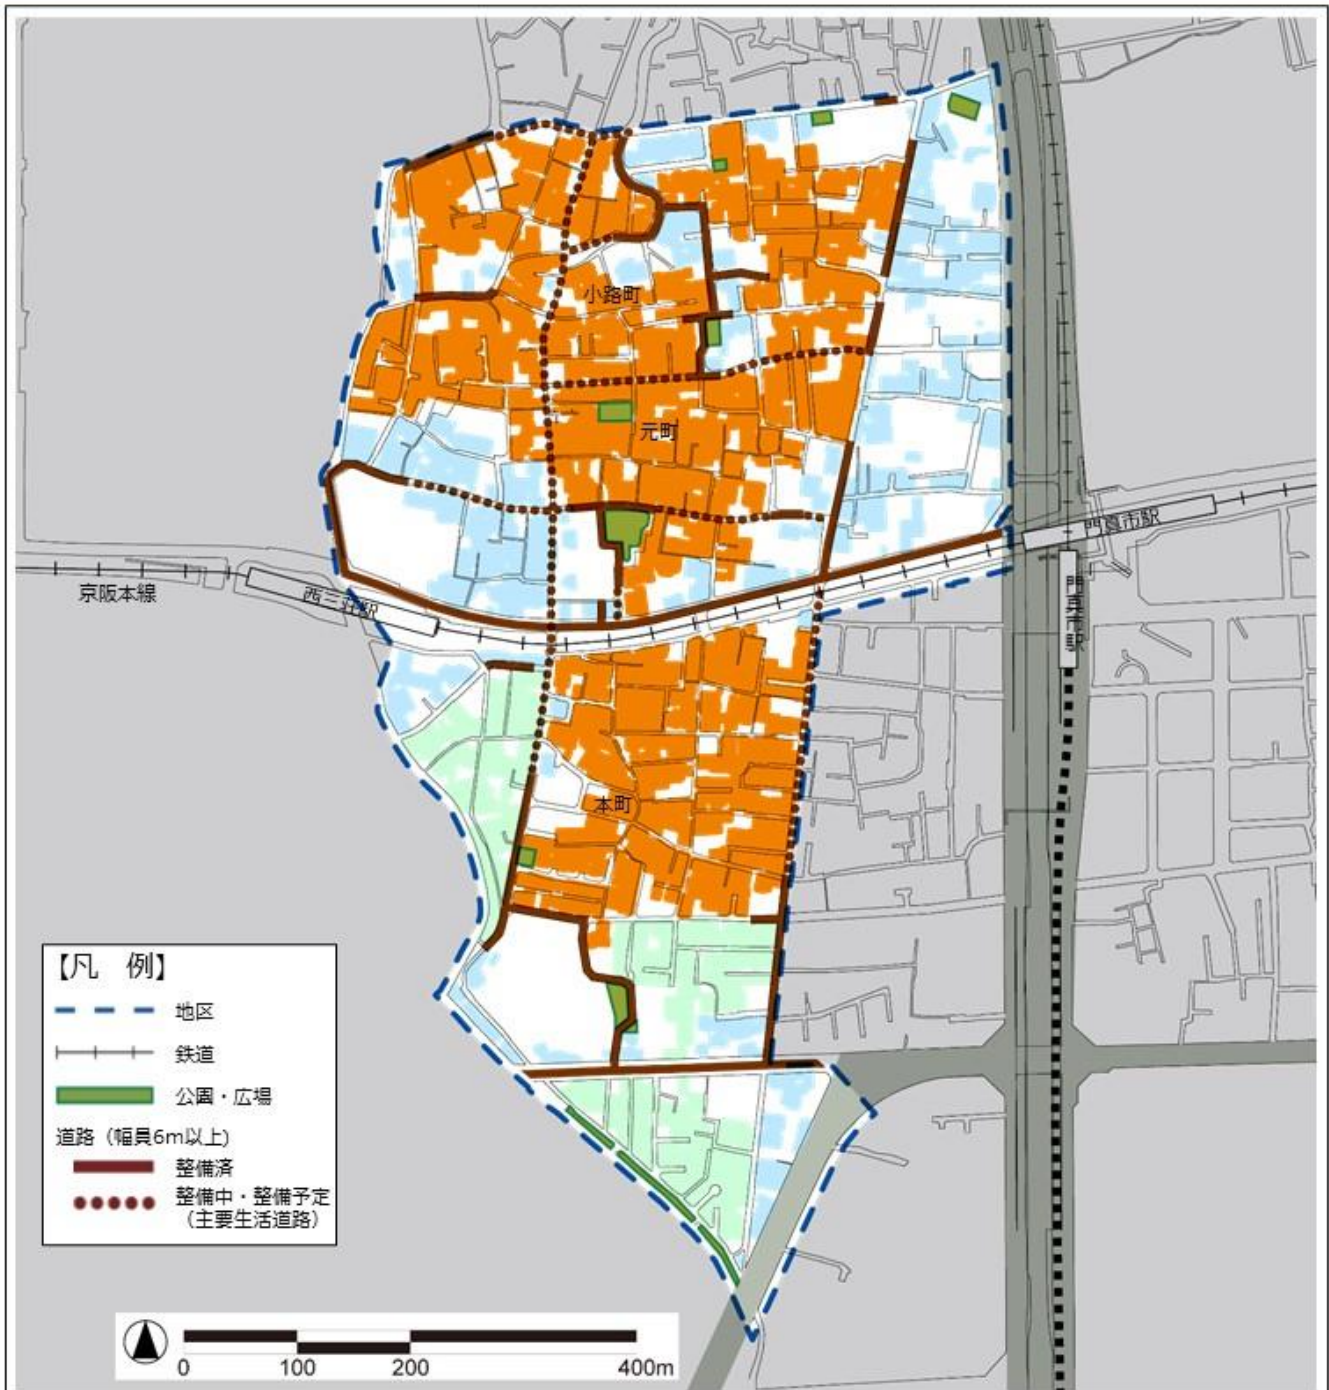 小路町
元町
門真市駅
門真市駅
西三荘駅
京阪本線
本町
【凡　例】
地区
鉄道
公園・広場
道路（幅員6m以上)
整備済
整備中・整備予定
（主要生活道路）
0 100 200 400m